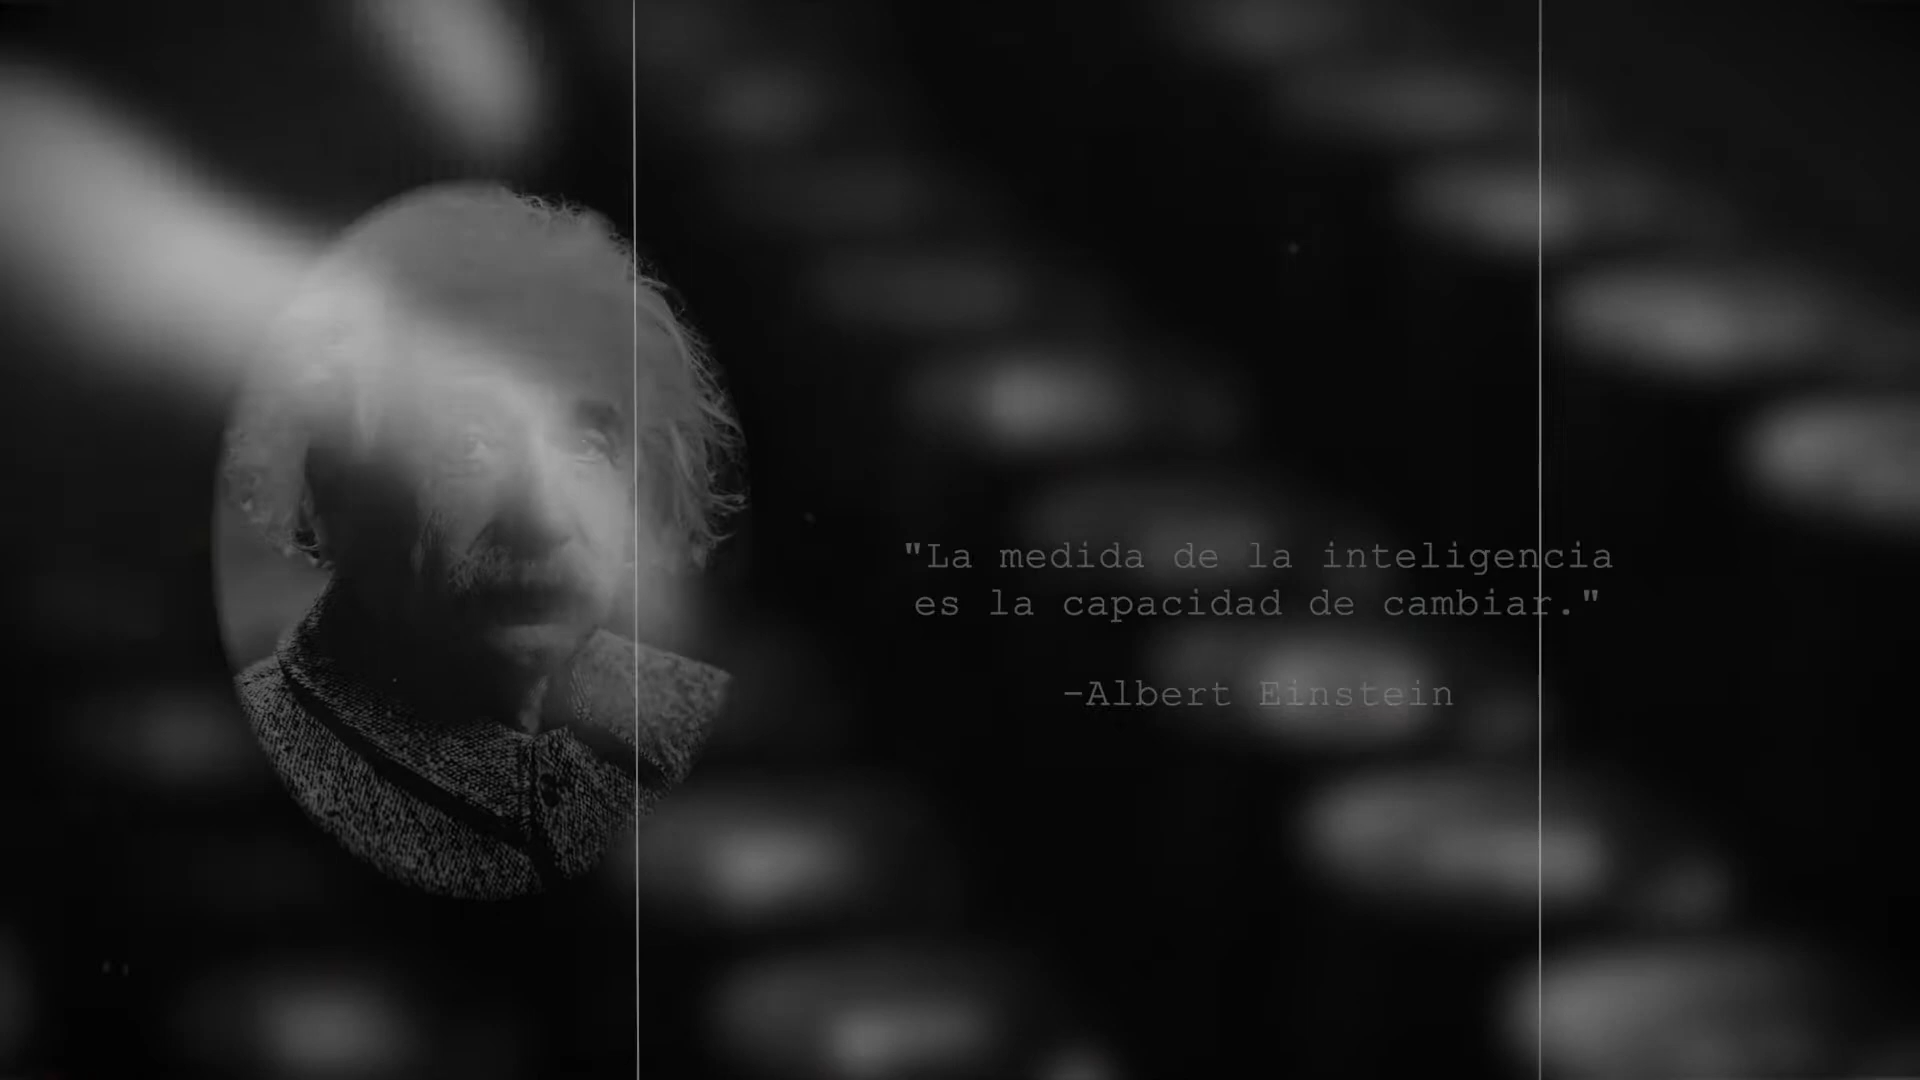 "La medida de la inteligencia
es la capacidad de cambiar."
-Albert Einstein